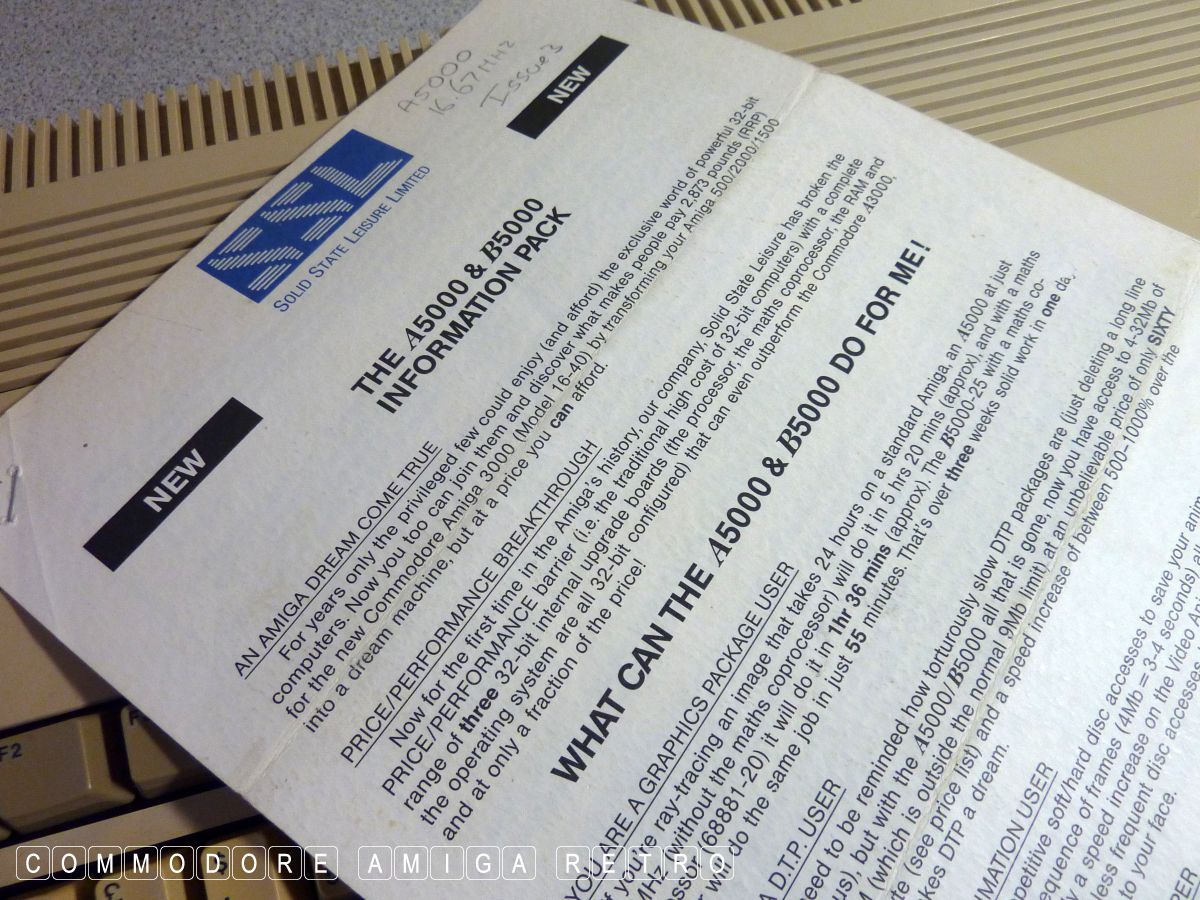 A5000
16.67MHZ
Issue 3
NEW
SSL
SOLID STATE LEISURE LIMITED
THE A5000 & B5000
INFORMATION PACK
NEW
AN AMIGA DREAM COME TRUE
For years only the privileged few could enjoy (and afford) the exclusive world of powerful 32-bit
computers. Now you too can join them and discover what makes people pay 2,873 pounds (RRP)
for the new Commodore Amiga 3000 (Model 16-40) by transforming your Amiga 500/2000/1500
into a dream machine, but at a price you can afford.
PRICE/PERFORMANCE BREAKTHROUGH
Now for the first time in the Amiga's history, our company, Solid State Leisure has broken the
PRICE/PERFORMANCE barrier (i.e. the traditional high cost of 32-bit computers) with a complete
range of three 32-bit internal upgrade boards (the processor, the maths coprocessor, the RAM and
the operating system are all 32-bit configured) that can even outperform the Commodore A3000,
and at only a fraction of the price!
WHAT CAN THE A5000 & B5000 DO FOR ME!
YOU ARE A GRAPHICS PACKAGE USER
if you're ray-tracing an image that takes 24 hours on a standard Amiga, an A5000 at just
MHz (without the maths coprocessor) will do it in 5 hrs 20 mins (approx), and with a maths
(68881-20) it will do it in 1hr 36 mins (approx). The B5000-25 with a maths co-
do the same job in just 55 minutes. That's over three weeks solid work in one
A D.T.P. USER
to be reminded how torturously slow DTP packages are (just deleting a long line
but with the A5000/B5000 all that is gone, now you have access to 4-32Mb of
(which is outside the normal 9Mb limit) at an unbelievable price of only SIXTY
(see price list) and a speed increase of between 500-1000% over the
DTP a dream.
USER
soft/hard disc accesses to save your
of frames (4Mb = 3-4 seconds)
a speed increase on the Video
less frequent disc
to your face.
F2
COMMODORE AMIGA RETRO